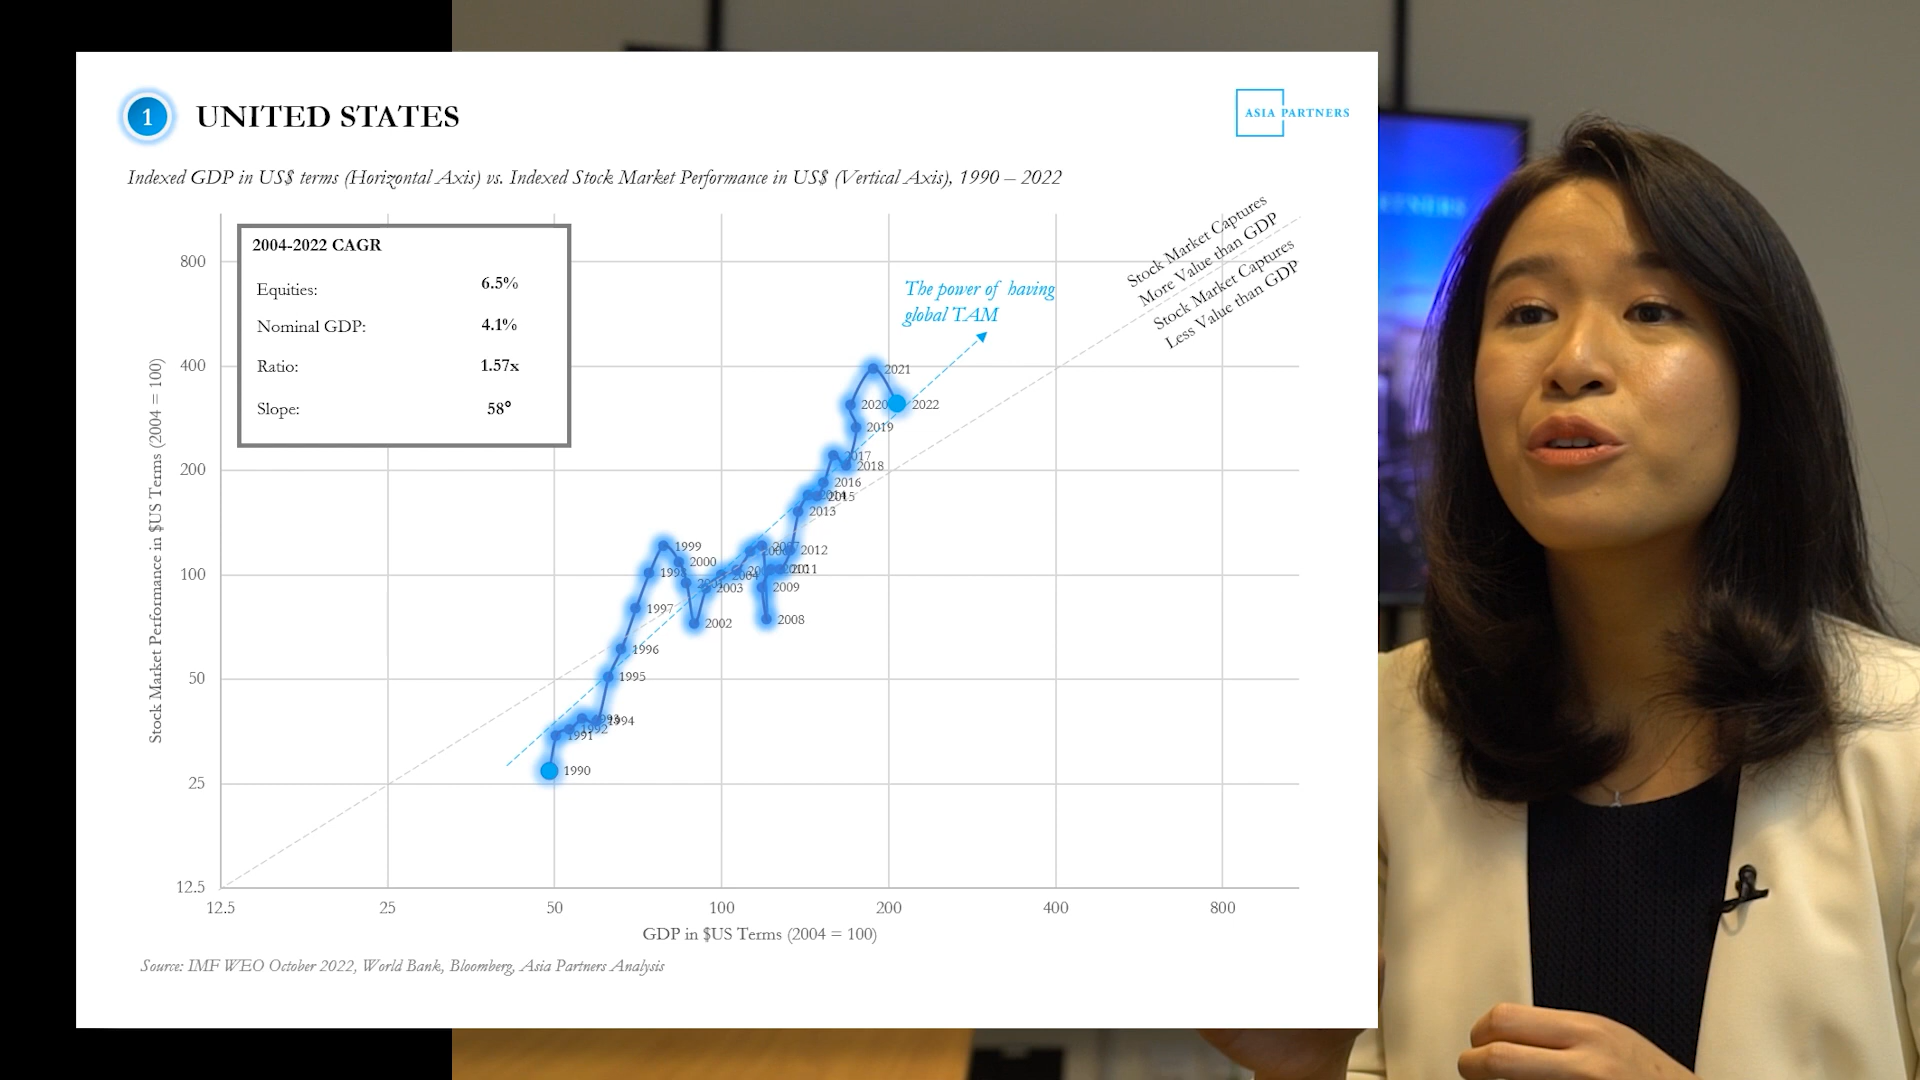 1 UNITED STATES
ASIA PARTNERS
Indexed GDP in US$ terms (Horizontal Axis) vs. Indexed Stock Market Performance in US$ (Vertical Axis), 1990 – 2022
2004-2022 CAGR
Equities: 6.5%
Nominal GDP: 4.1%
Ratio: 1.57x
Slope: 58°
The power of having
global TAM
Stock Market Captures
More Value than GDP
Stock Market Captures
Less Value than GDP
Stock Market Performance in $US Terms (2004 = 100)
800
400
200
100
50
25
12.5
2021
2020
2022
2019
2017
2018
2016
2014
2015
2013
1999
2012
2000
1998
2004
2011
2003
2009
1997
2002
2008
1996
1995
1993
1994
1992
1991
1990
12.5 25 50 100 200 400 800
GDP in $US Terms (2004 = 100)
Source: IMF WEO October 2022, World Bank, Bloomberg, Asia Partners Analysis